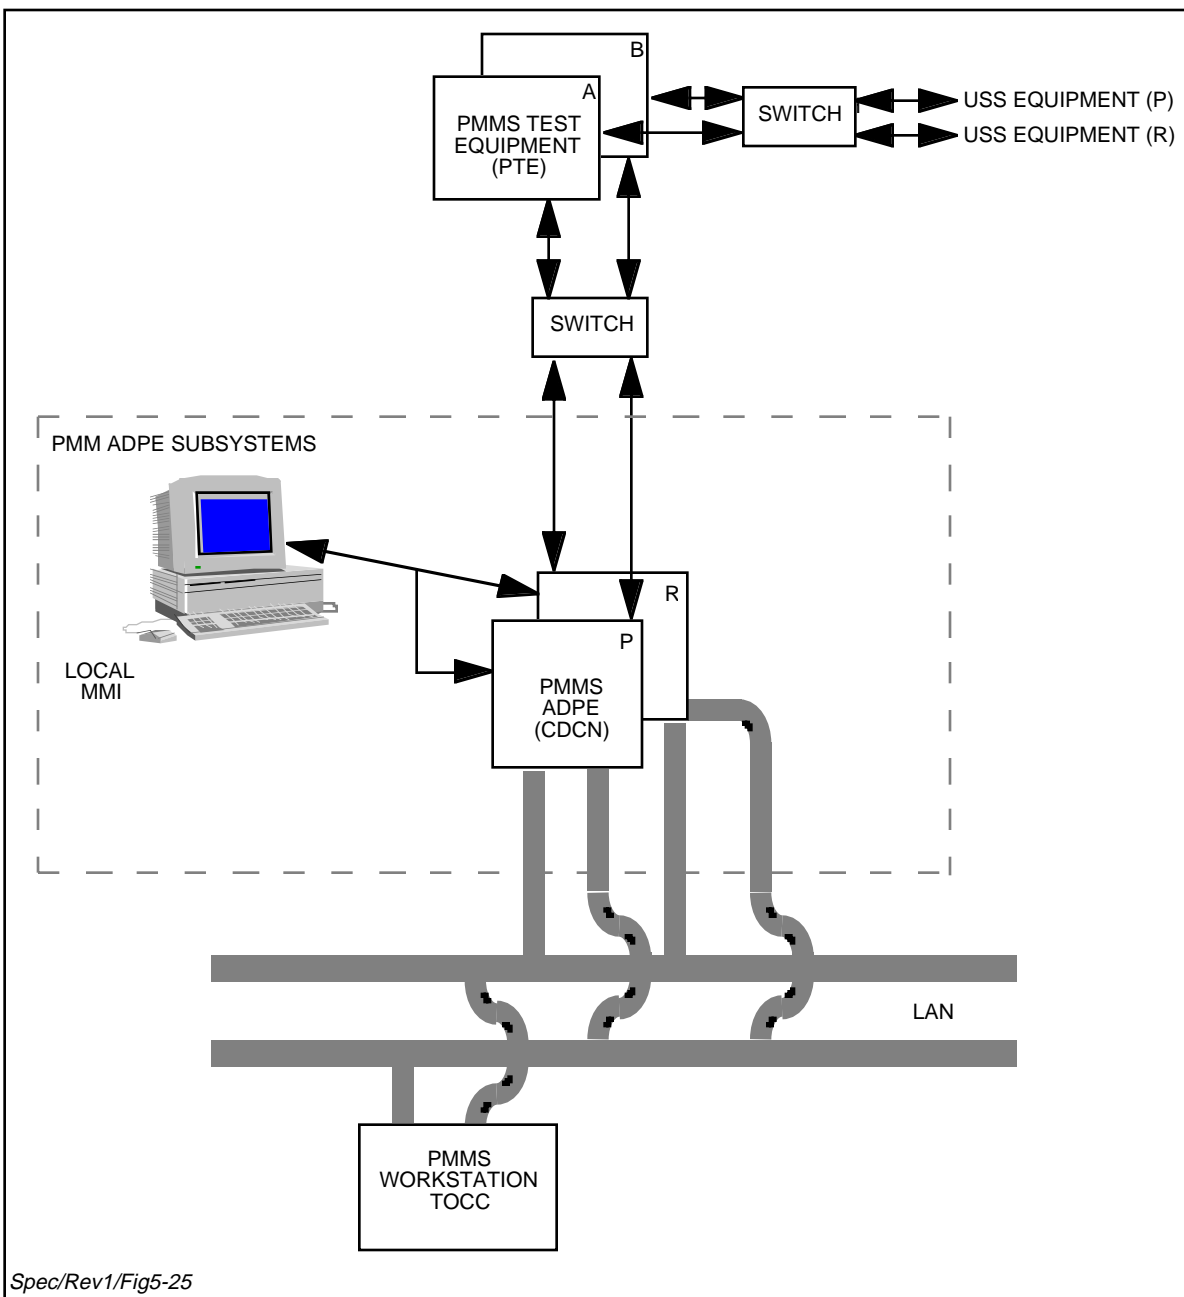 B
A
PMMS TEST
EQUIPMENT
(PTE)
SWITCH
USS EQUIPMENT (P)
USS EQUIPMENT (R)
SWITCH
PMM ADPE SUBSYSTEMS
LOCAL
MMI
R
P
PMMS
ADPE
(CDCN)
LAN
PMMS
WORKSTATION
TOCC
Spec/Rev1/Fig5-25